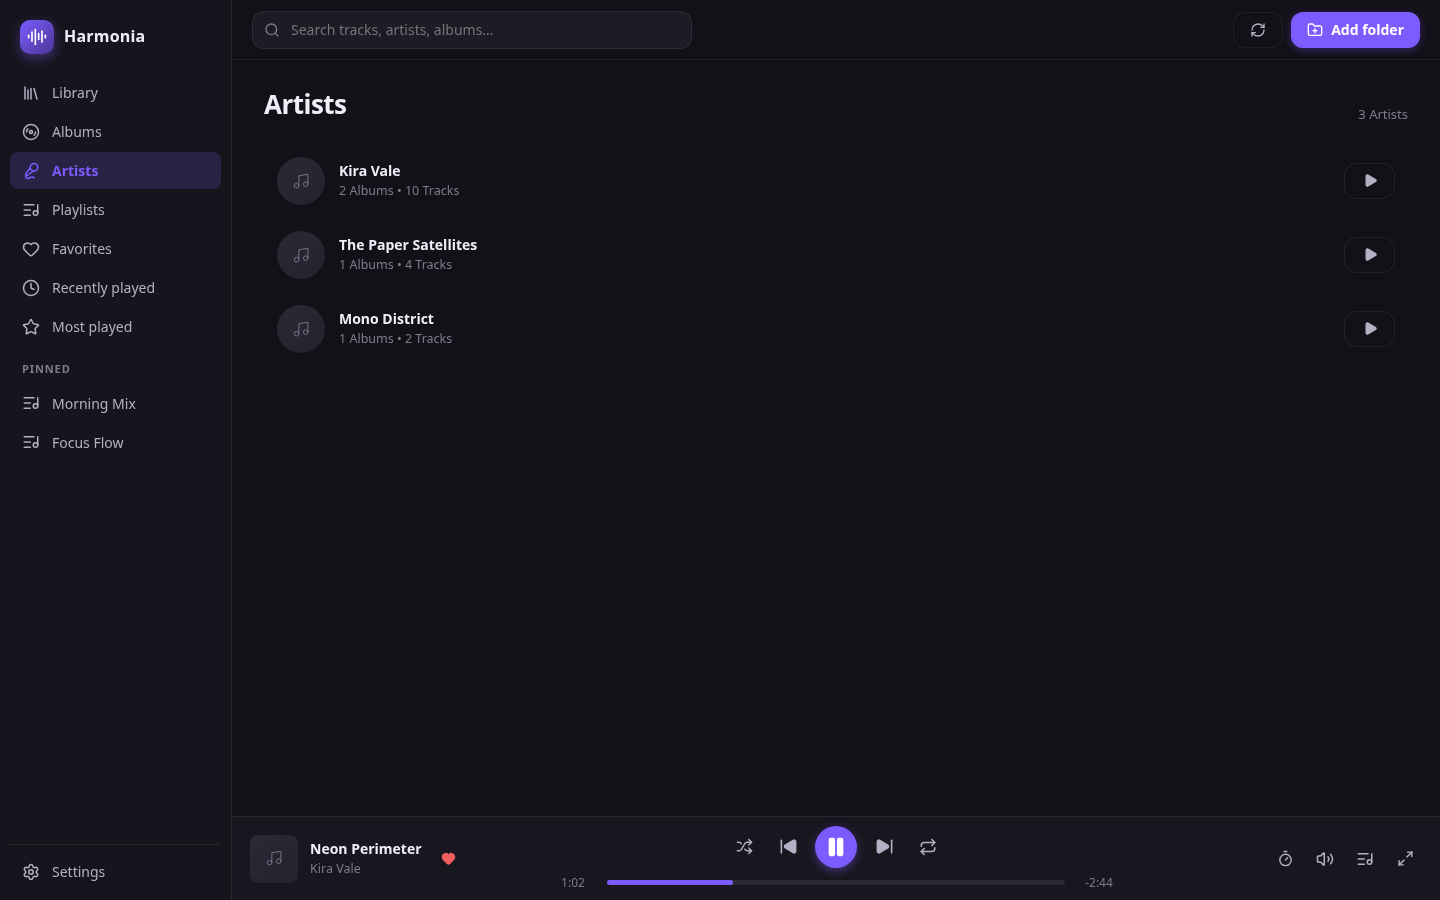 Harmonia
Search tracks, artists, albums...
Add folder
Library
Albums
Artists
Playlists
Favorites
Recently played
Most played
PINNED
Morning Mix
Focus Flow
Settings
Artists
3 Artists
Kira Vale
2 Albums • 10 Tracks
The Paper Satellites
1 Albums • 4 Tracks
Mono District
1 Albums • 2 Tracks
Neon Perimeter
Kira Vale
1:02
-2:44